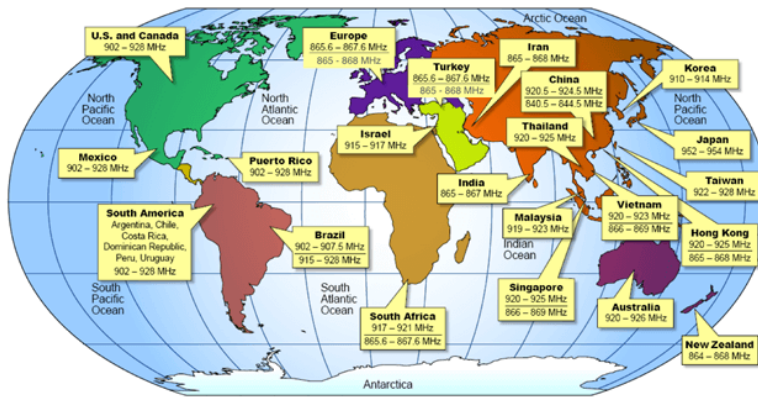 Arctic Ocean
U.S. and Canada
902 – 928 MHz
Europe
865.6 – 867.6 MHz
865 - 868 MHz
Turkey
865.6 – 867.6 MHz
865 - 868 MHz
Iran
865 – 868 MHz
China
920.5 – 924.5 MHz
840.5 – 844.5 MHz
Korea
910 – 914 MHz
North
Pacific
Ocean
North
Atlantic
Ocean
North
Pacific
Ocean
Israel
915 – 917 MHz
Thailand
920 – 925 MHz
Japan
952 – 954 MHz
Mexico
902 – 928 MHz
Puerto Rico
902 – 928 MHz
India
865 – 867 MHz
Taiwan
922 – 928 MHz
South America
Argentina, Chile,
Costa Rica,
Dominican Republic,
Peru, Uruguay
902 – 928 MHz
Brazil
902 – 907.5 MHz
915 – 928 MHz
Malaysia
919 – 923 MHz
Vietnam
920 – 923 MHz
866 – 869 MHz
Hong Kong
920 – 925 MHz
865 – 868 MHz
Indian
Ocean
South
Pacific
Ocean
South
Atlantic
Ocean
Singapore
920 – 925 MHz
866 – 869 MHz
South Africa
917 – 921 MHz
865.6 – 867.6 MHz
Australia
920 – 926 MHz
New Zealand
864 – 868 MHz
Antarctica